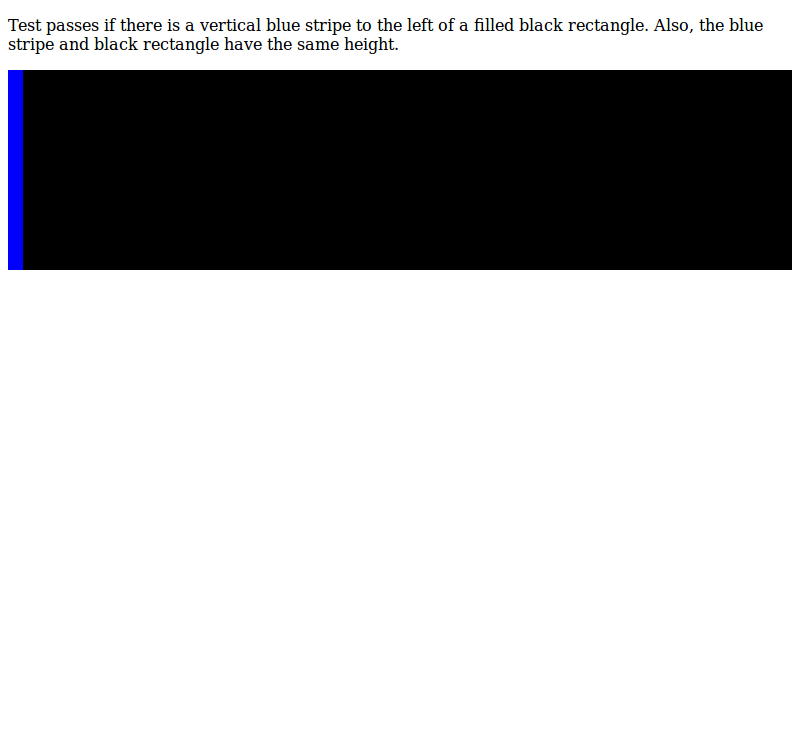 Test passes if there is a vertical blue stripe to the left of a filled black rectangle. Also, the blue
stripe and black rectangle have the same height.